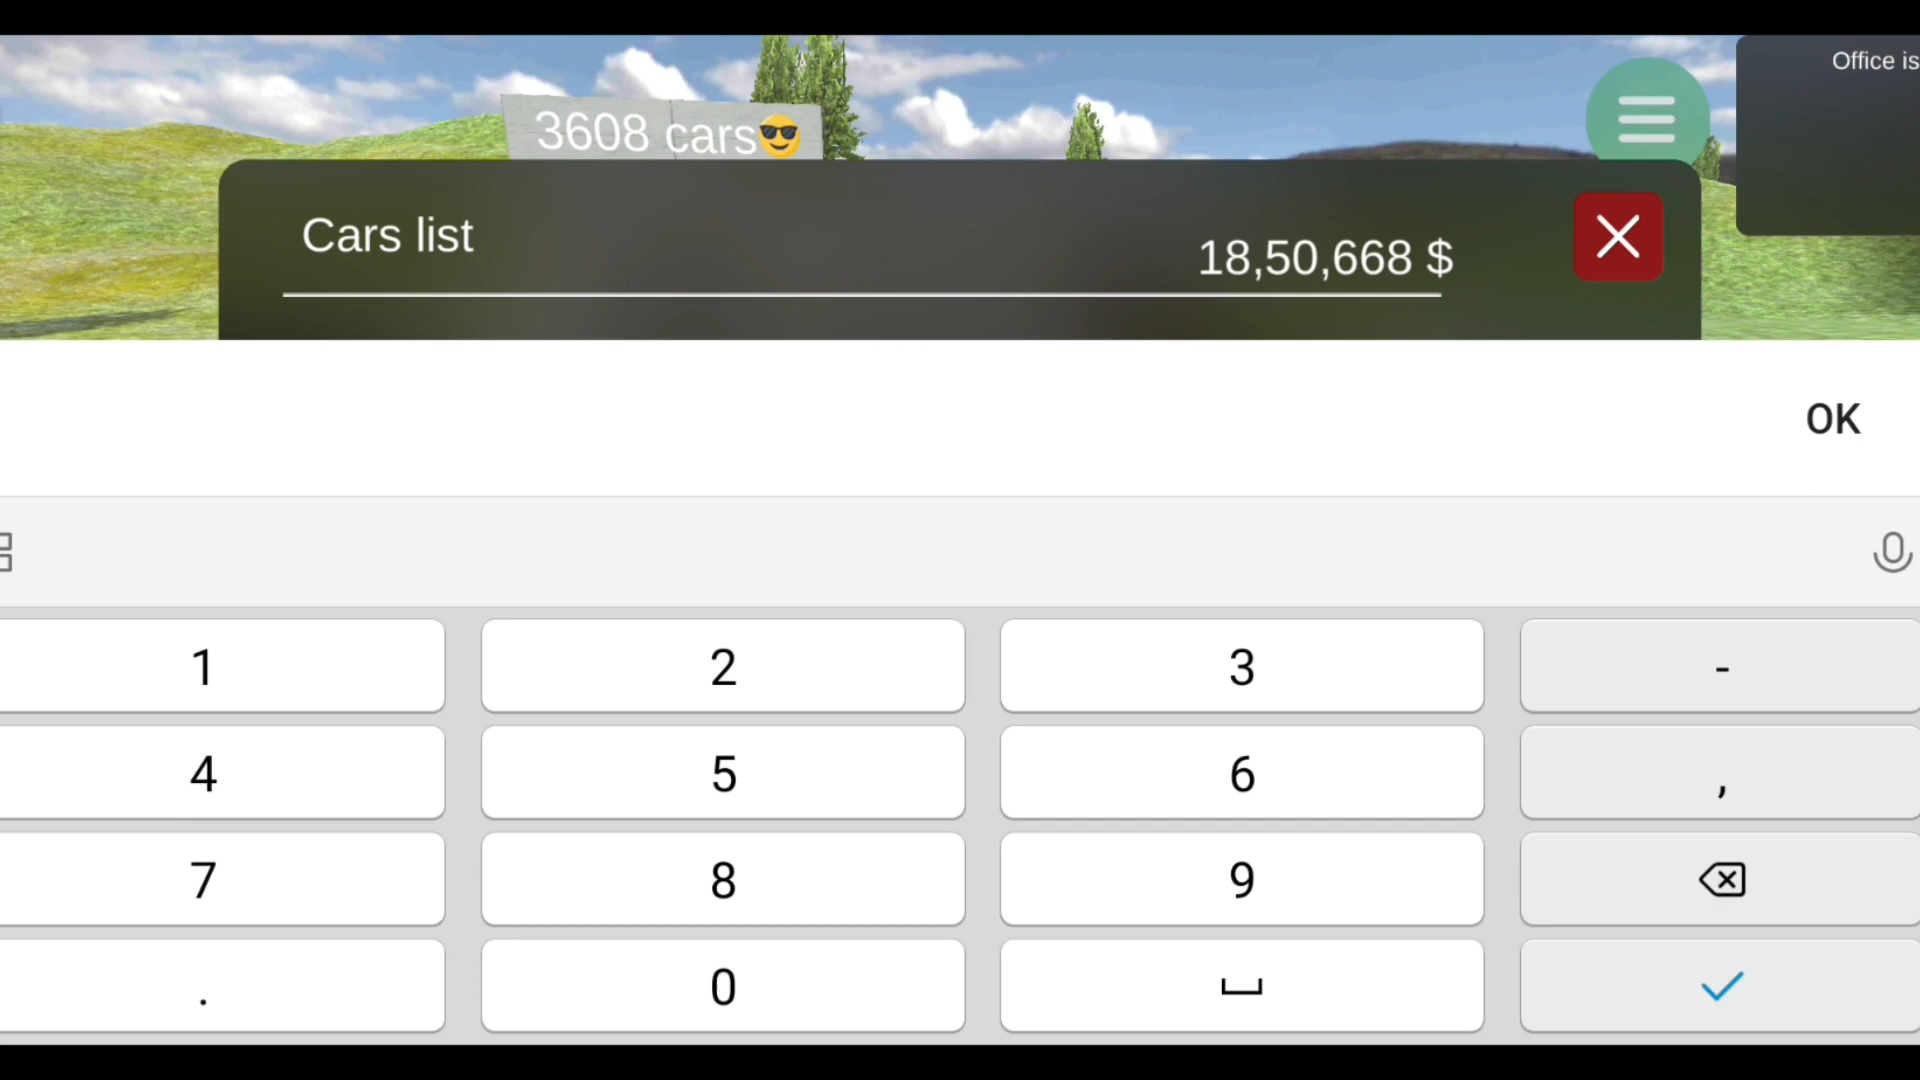 Office is
3608 cars😎
Cars list
18,50,668 $
OK
1 2 3 -
4 5 6 ,
7 8 9
. 0